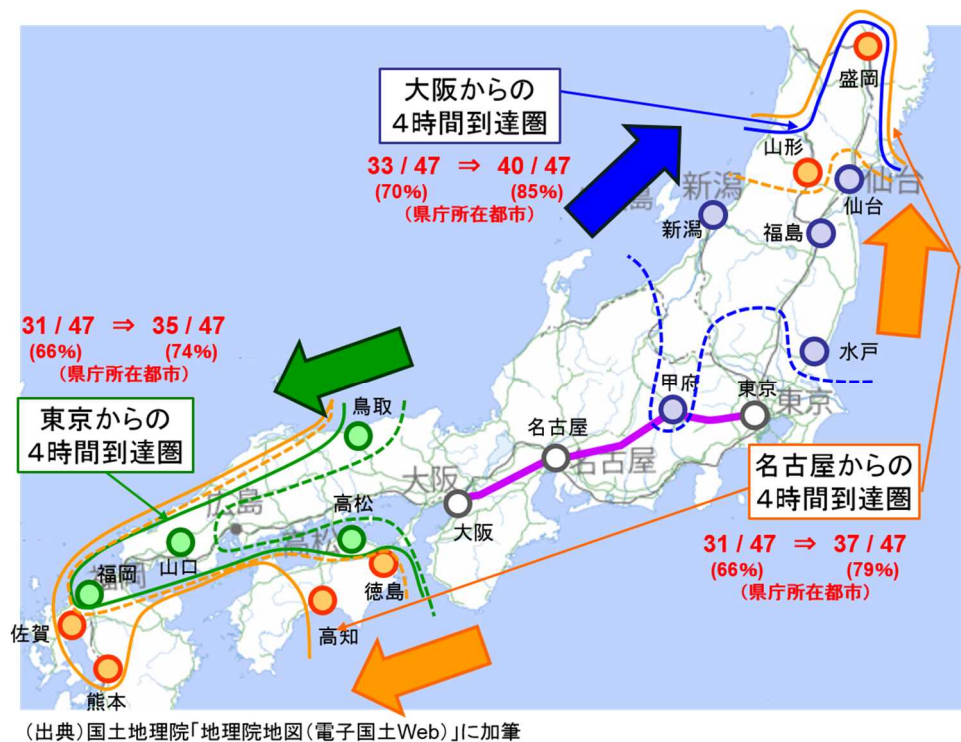 大阪からの
4時間到達圏
33 / 47 ⇒ 40 / 47
(70%) (85%)
(県庁所在都市)
盛岡
山形
仙台
仙台
新潟
新潟
福島
水戸
31 / 47 ⇒ 35 / 47
(66%) (74%)
(県庁所在都市)
東京からの
4時間到達圏
鳥取
甲府
東京
東京
名古屋
名古屋
大阪
大阪
名古屋からの
4時間到達圏
31 / 47 ⇒ 37 / 47
(66%) (79%)
(県庁所在都市)
広島
高松
高松
山口
福岡
福岡
徳島
高知
佐賀
熊本
(出典)国土地理院「地理院地図(電子国土Web)」に加筆